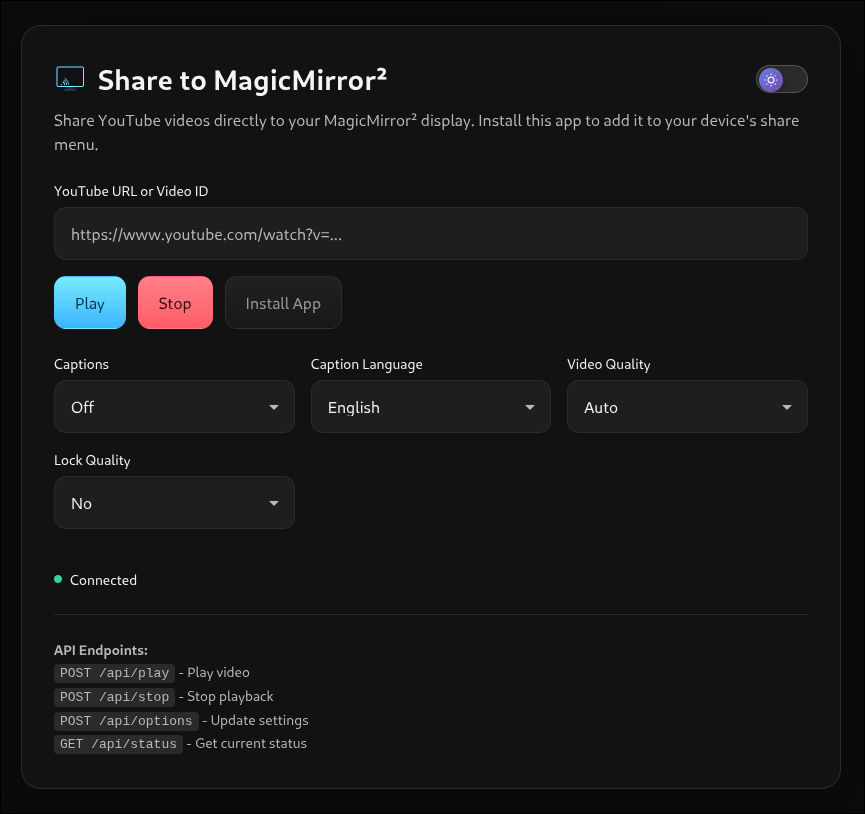 Share to MagicMirror²
Share YouTube videos directly to your MagicMirror² display. Install this app to add it to your device's share
menu.
YouTube URL or Video ID
https://www.youtube.com/watch?v=...
Play Stop Install App
Captions Caption Language Video Quality
Off English Auto
Lock Quality
No
Connected
API Endpoints:
POST /api/play - Play video
POST /api/stop - Stop playback
POST /api/options - Update settings
GET /api/status - Get current status